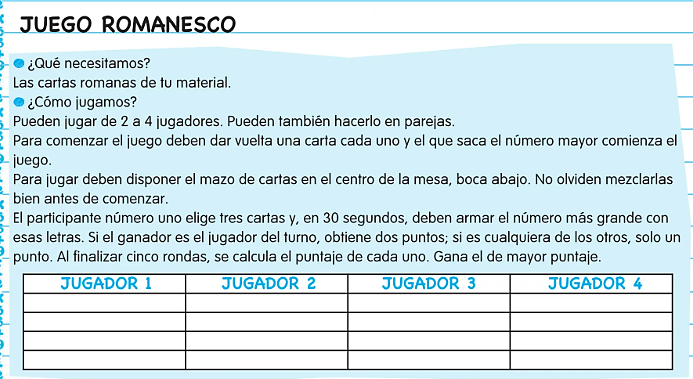 JUEGO ROMANESCO
¿Qué necesitamos?
Las cartas romanas de tu material.
¿Cómo jugamos?
Pueden jugar de 2 a 4 jugadores. Pueden también hacerlo en parejas.
Para comenzar el juego deben dar vuelta una carta cada uno y el que saca el número mayor comienza el
juego.
Para jugar deben disponer el mazo de cartas en el centro de la mesa, boca abajo. No olviden mezclarlas
bien antes de comenzar.
El participante número uno elige tres cartas y, en 30 segundos, deben armar el número más grande con
esas letras. Si el ganador es el jugador del turno, obtiene dos puntos; si es cualquiera de los otros, solo un
punto. Al finalizar cinco rondas, se calcula el puntaje de cada uno. Gana el de mayor puntaje.
JUGADOR 1 JUGADOR 2 JUGADOR 3 JUGADOR 4